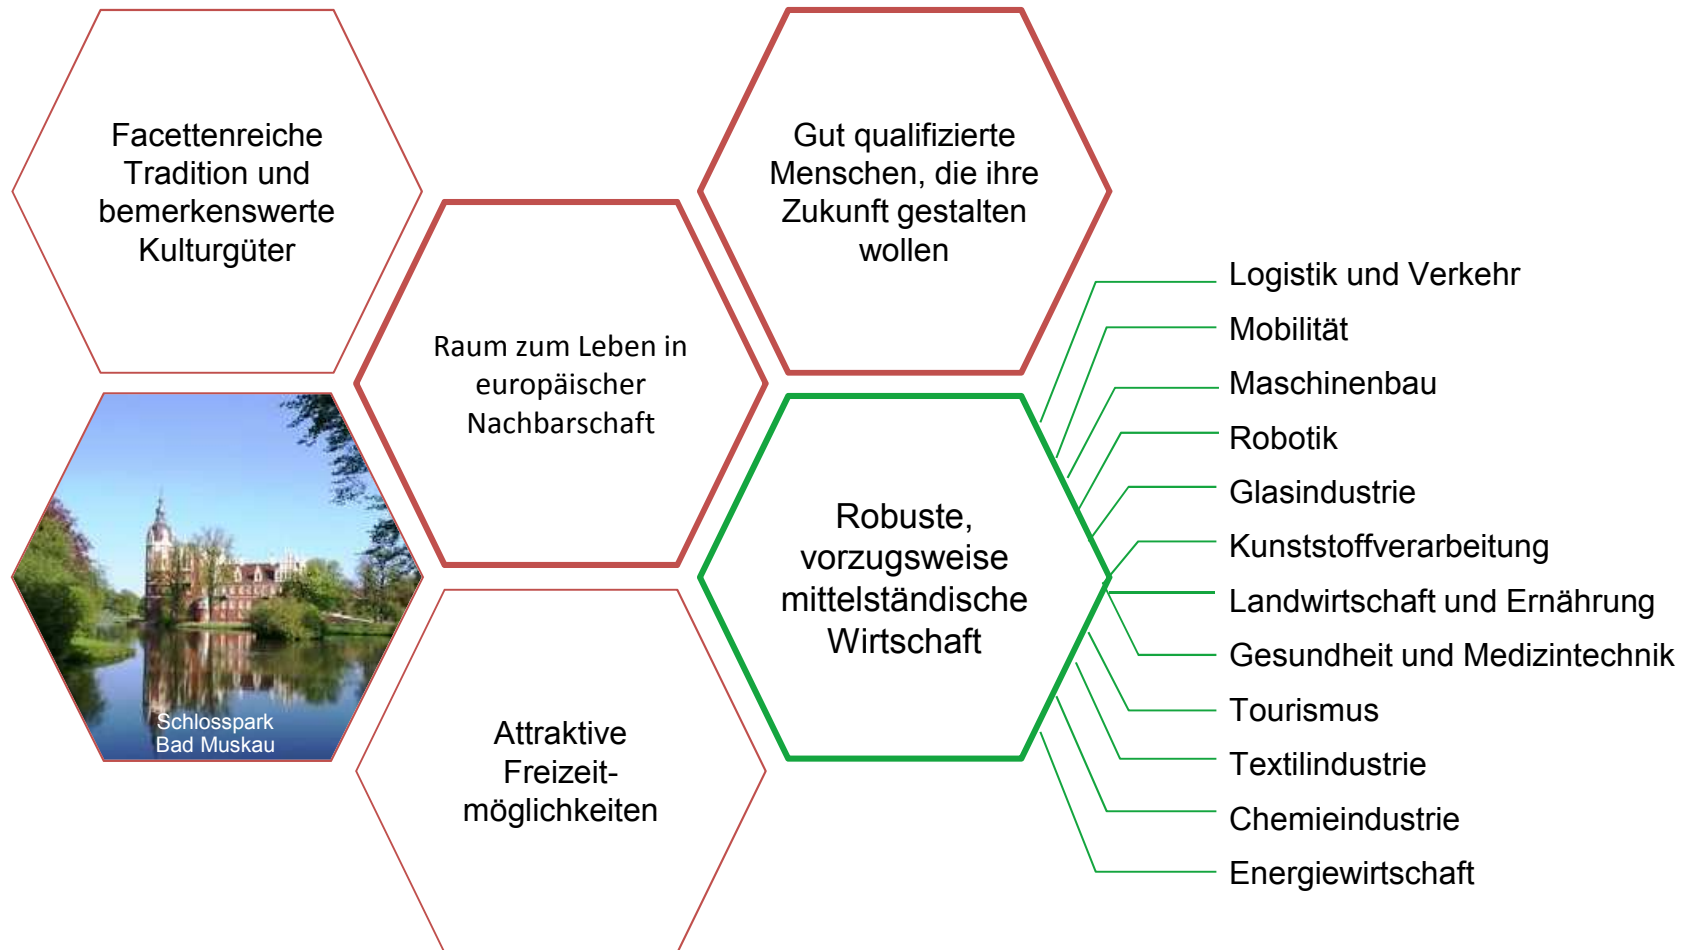 Facettenreiche
Tradition und
bemerkenswerte
Kulturgüter
Gut qualifizierte
Menschen, die ihre
Zukunft gestalten
wollen
Raum zum Leben in
europäischer
Nachbarschaft
Schlosspark
Bad Muskau
Attraktive
Freizeit-
möglichkeiten
Robuste,
vorzugsweise
mittelständische
Wirtschaft
Logistik und Verkehr
Mobilität
Maschinenbau
Robotik
Glasindustrie
Kunststoffverarbeitung
Landwirtschaft und Ernährung
Gesundheit und Medizintechnik
Tourismus
Textilindustrie
Chemieindustrie
Energiewirtschaft